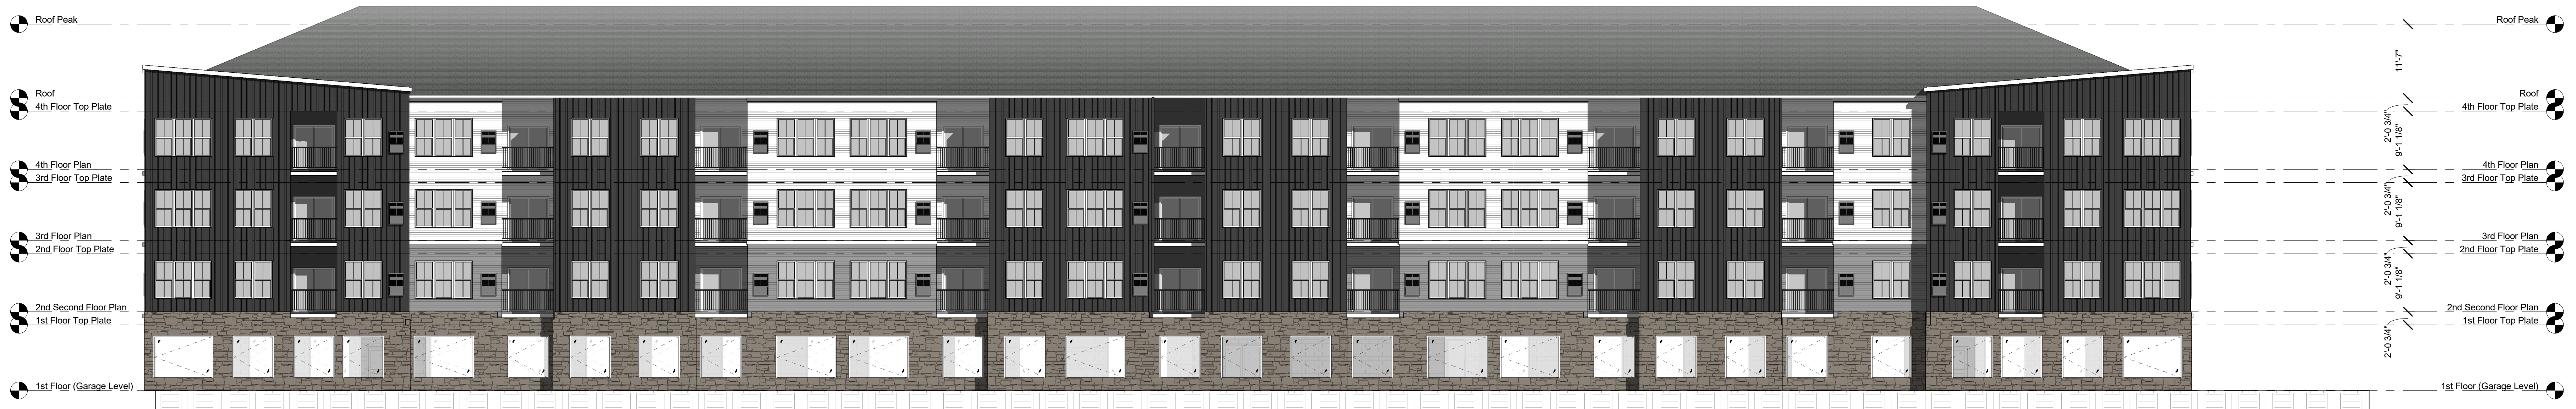 Roof Peak
Roof
4th Floor Top Plate
4th Floor Plan
3rd Floor Top Plate
3rd Floor Plan
2nd Floor Top Plate
2nd Second Floor Plan
1st Floor Top Plate
1st Floor (Garage Level)
11'-7"
2'-0 3/4"
9'-1 1/8"
2'-0 3/4"
9'-1 1/8"
2'-0 3/4"
9'-1 1/8"
2'-0 3/4"
Roof Peak
Roof
4th Floor Top Plate
4th Floor Plan
3rd Floor Top Plate
3rd Floor Plan
2nd Floor Top Plate
2nd Second Floor Plan
1st Floor Top Plate
1st Floor (Garage Level)